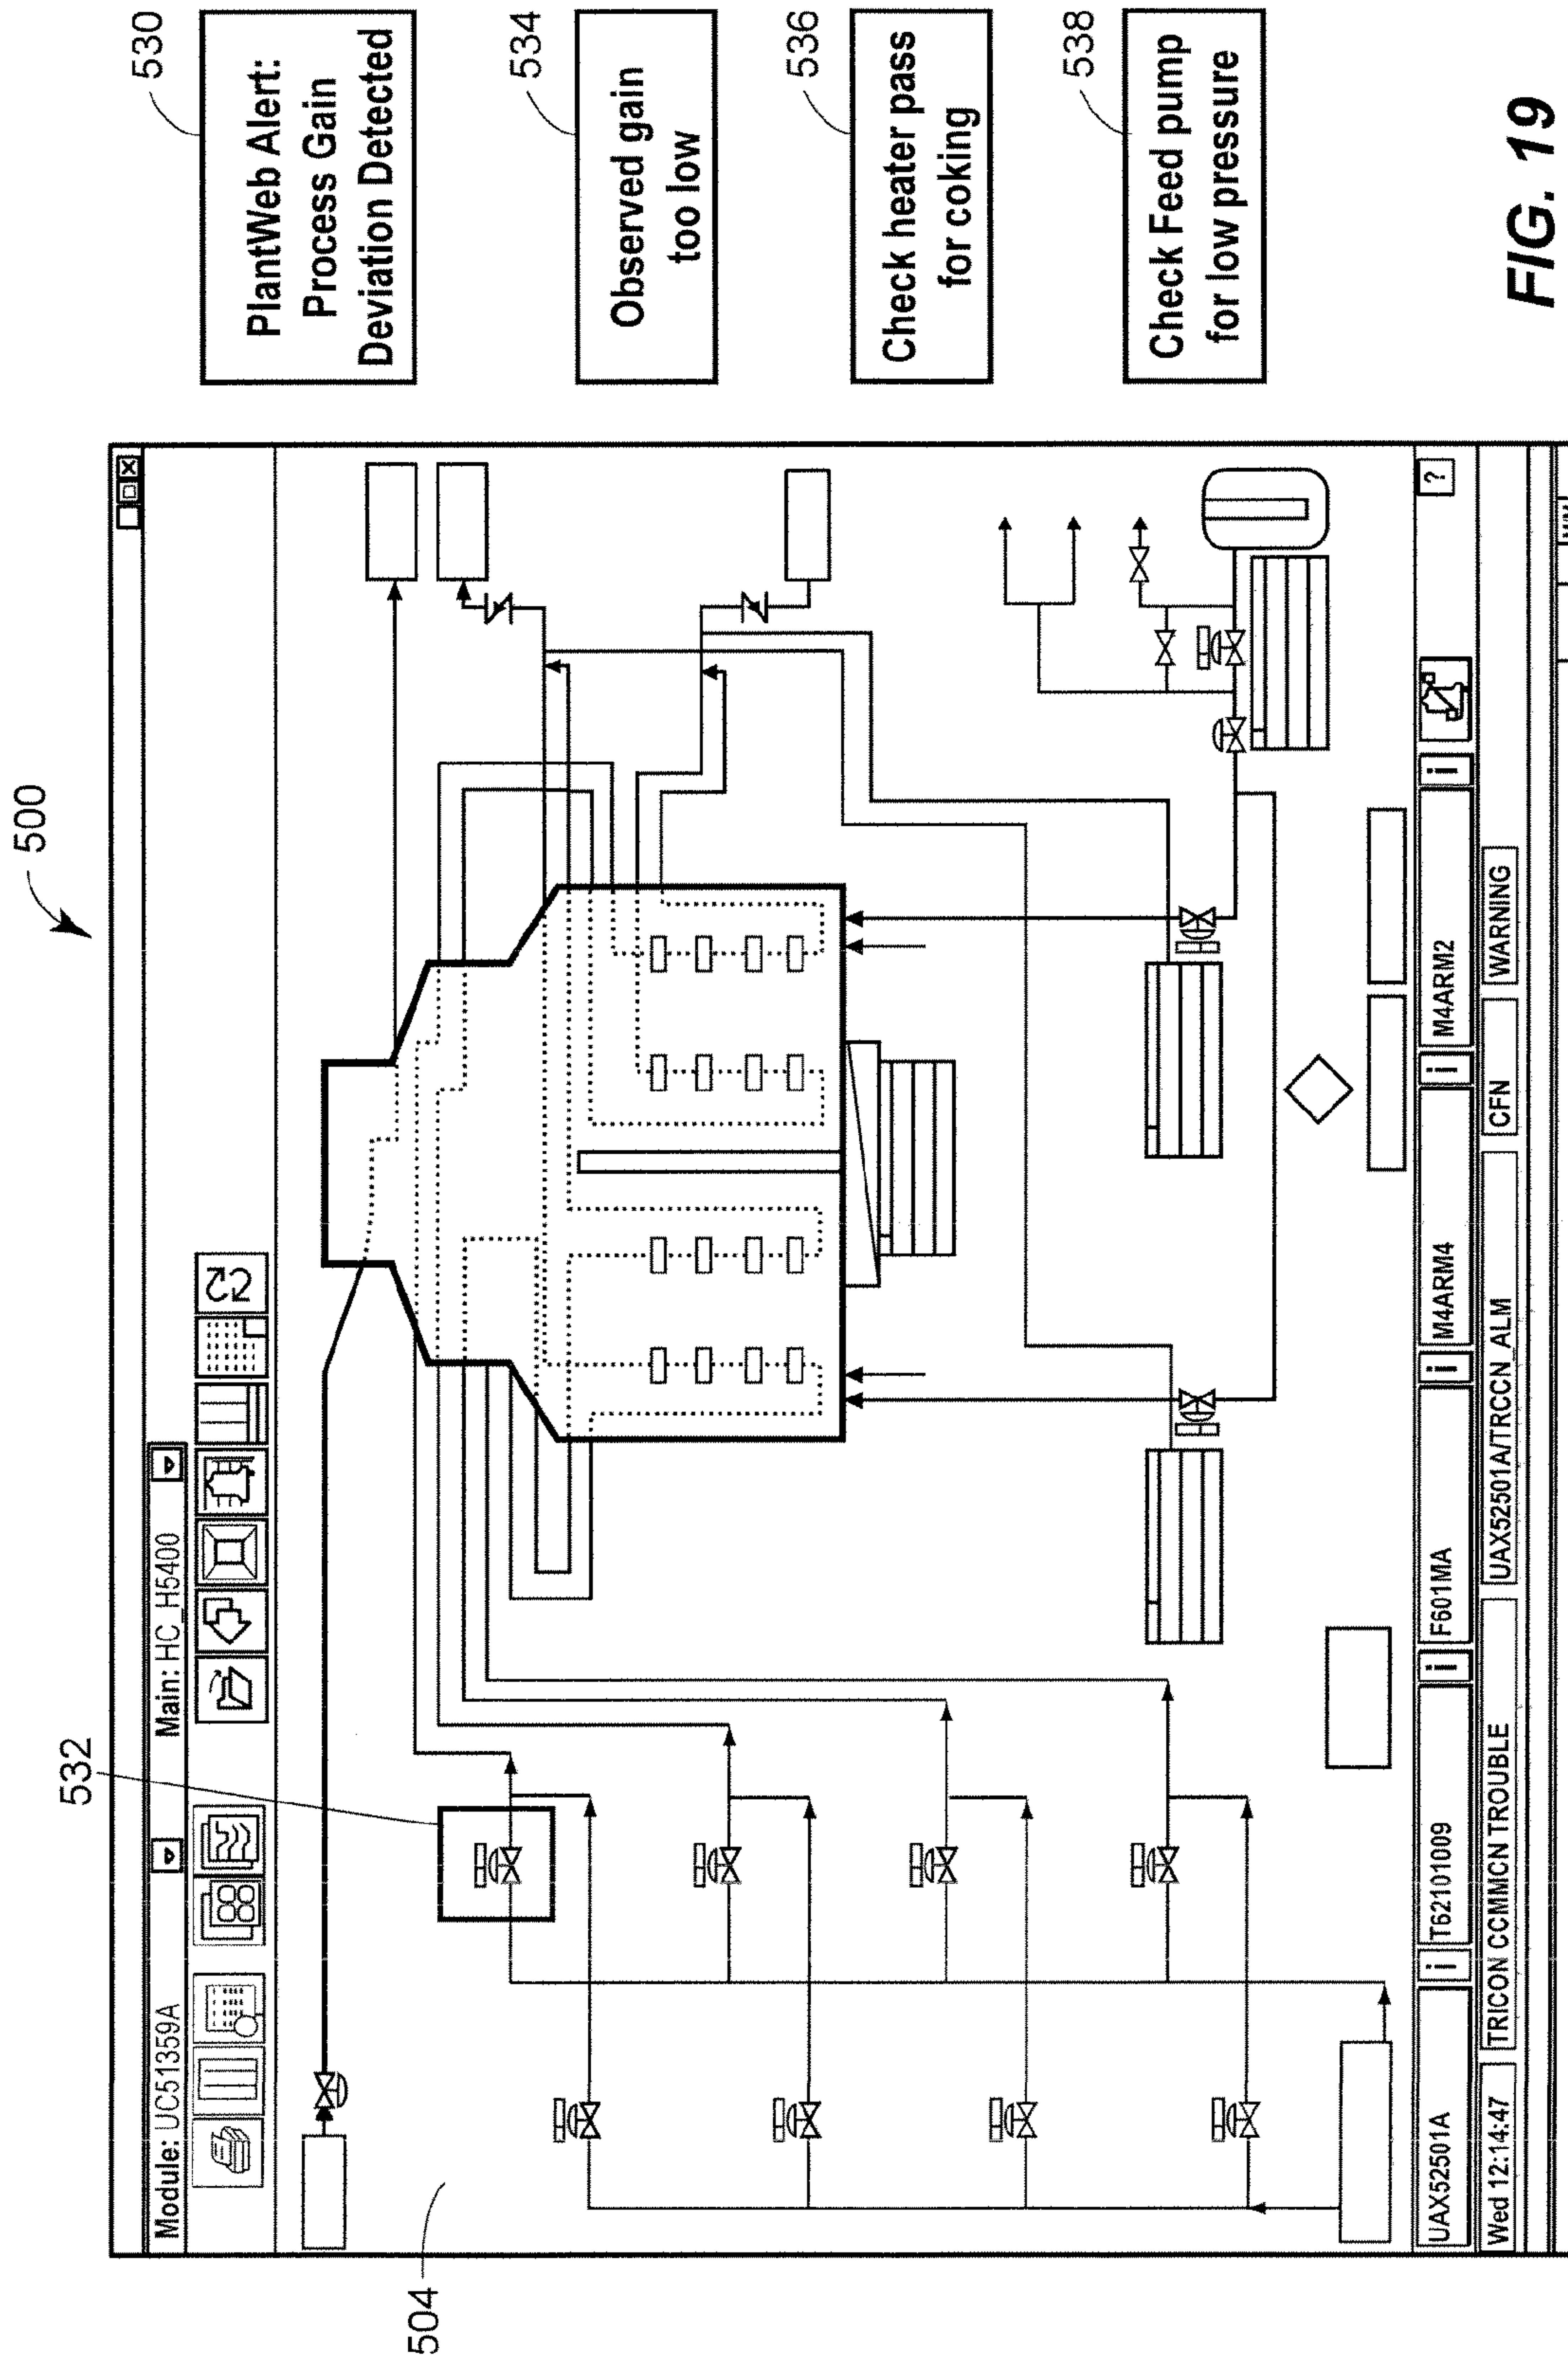 500
532
504
Module: UC51359A
Main: HC_H5400
?
UAX52501A
i
T62101009
i
F601MA
i
M4ARM4
i
M4ARM2
i
Wed 12:14:47
TRICON CCMMCN TROUBLE
UAX52501A/TRCCN_ALM
CFN
WARNING
530
PlantWeb Alert:
Process Gain
Deviation Detected
534
Observed gain
too low
536
Check heater pass
for coking
538
Check Feed pump
for low pressure
FIG. 19